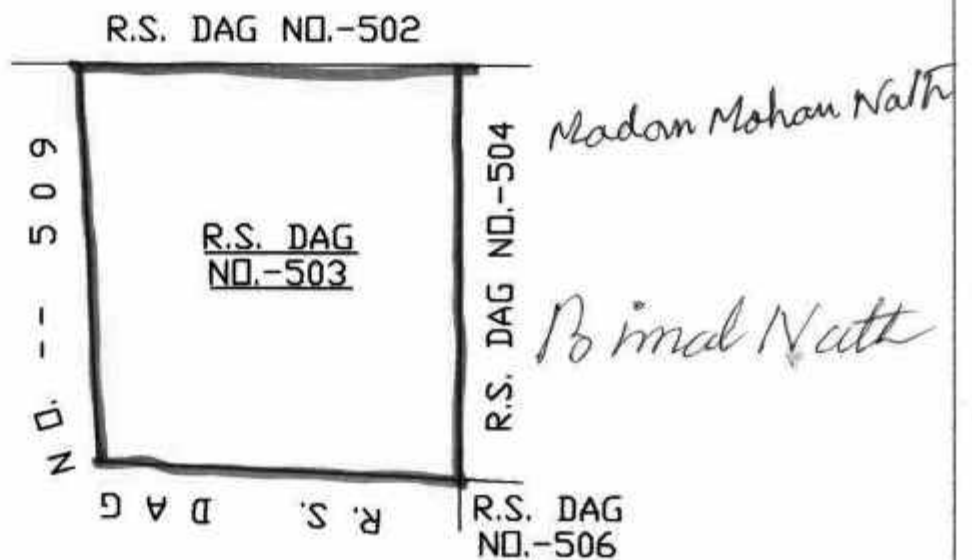 R.S. DAG NO.-502
R.S. DAG NO.-- 509
R.S. DAG
NO.-503
R.S. DAG NO.-504
Madan Mohan Nath
Bimal Nath
R.S. DAG
NO.-506